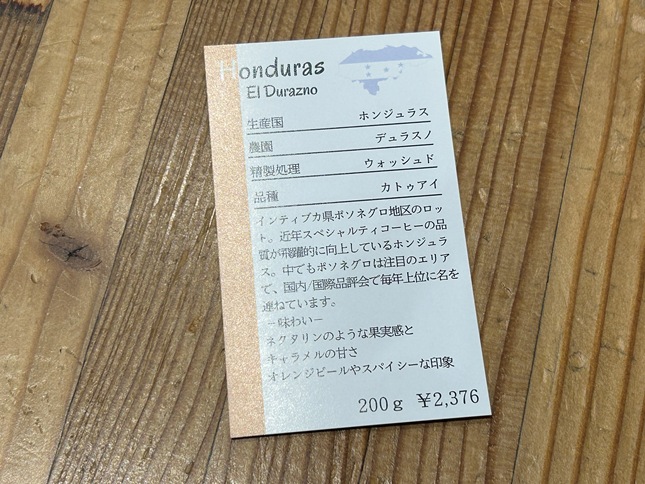 Honduras
El Durazno
生産国 ホンジュラス
農園 デュラスノ
精製処理 ウォッシュド
品種 カトゥアイ
インティブカ県ポソネグロ地区のロッ
ト。近年スペシャルティコーヒーの品
質が飛躍的に向上しているホンジュラ
ス。中でもポソネグロは注目のエリア
で、国内/国際品評会で毎年上位に名を
連ねています。
－味わい－
ネクタリンのような果実感と
キャラメルの甘さ
オレンジピールやスパイシーな印象
200g ¥2,376